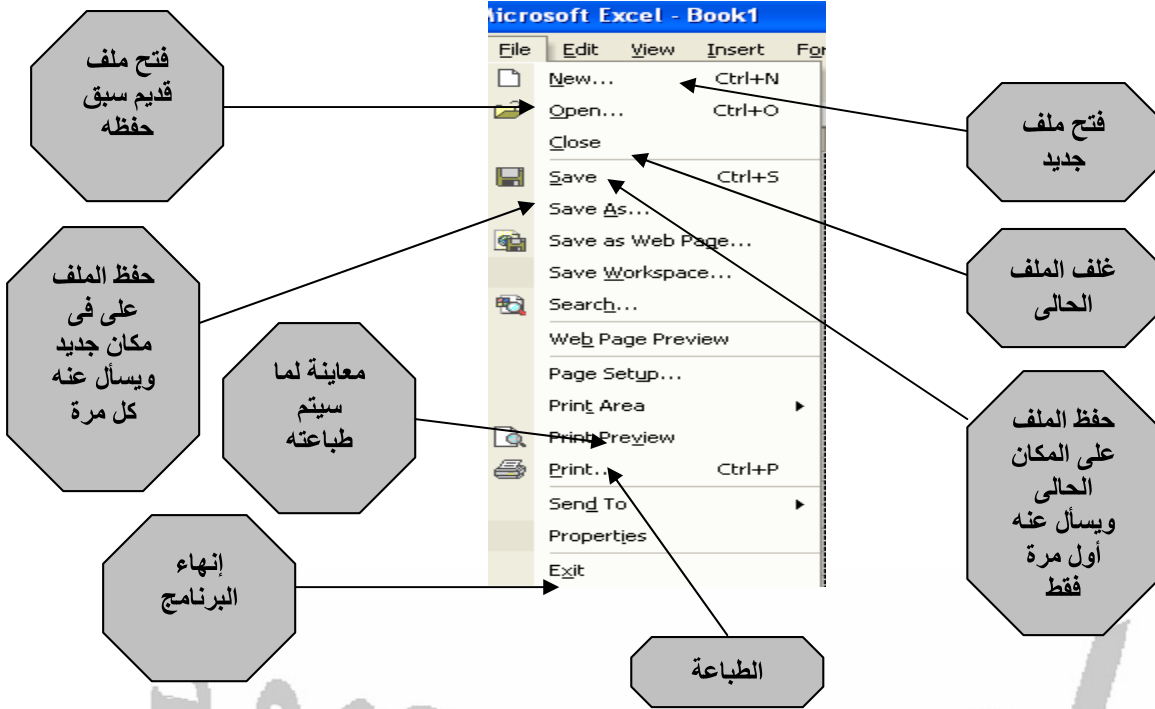 Microsoft Excel - Book1
File Edit View Insert For
New... Ctrl+N
Open... Ctrl+O
Close
Save Ctrl+S
Save As...
Save as Web Page...
Save Workspace...
Search...
Web Page Preview
Page Setup...
Print Area
Print Preview
Print... Ctrl+P
Send To
Properties
Exit
فتح ملف
قديم سبق
حفظه
فتح ملف
جديد
غلف الملف
الحالى
حفظ الملف
على فى
مكان جديد
ويسأل عنه
كل مرة
معاينة لما
سيتم
طباعته
حفظ الملف
على المكان
الحالى
ويسأل عنه
أول مرة
فقط
إنهاء
البرنامج
الطباعة